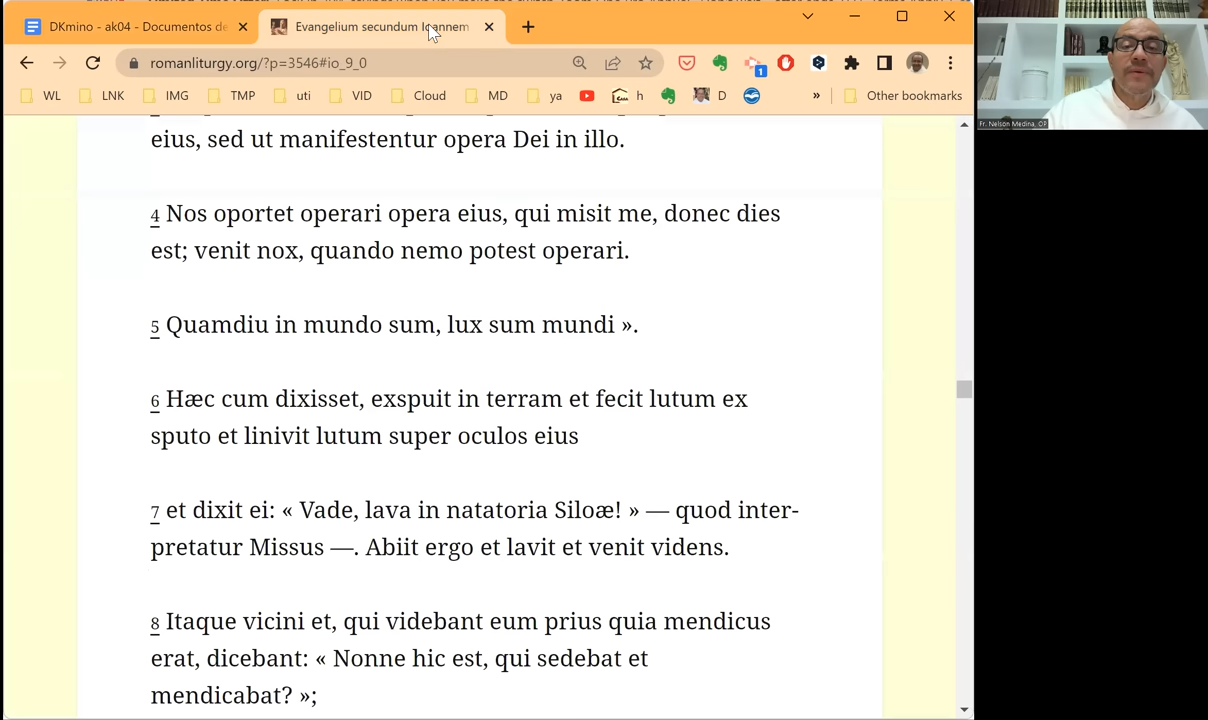 DKmino - ak04 - Documentos de
Evangelium secundum Ioannem
romanliturgy.org/?p=3546#io_9_0
1
WL LNK IMG TMP uti VID Cloud MD ya h D » Other bookmarks
Fr. Nelson Medina, OP
eius, sed ut manifestentur opera Dei in illo.
4 Nos oportet operari opera eius, qui misit me, donec dies
est; venit nox, quando nemo potest operari.
5 Quamdiu in mundo sum, lux sum mundi ».
6 Hæc cum dixisset, exspuit in terram et fecit lutum ex
sputo et linivit lutum super oculos eius
7 et dixit ei: « Vade, lava in natatoria Siloæ! » — quod inter-
pretatur Missus —. Abiit ergo et lavit et venit videns.
8 Itaque vicini et, qui videbant eum prius quia mendicus
erat, dicebant: « Nonne hic est, qui sedebat et
mendicabat? »;